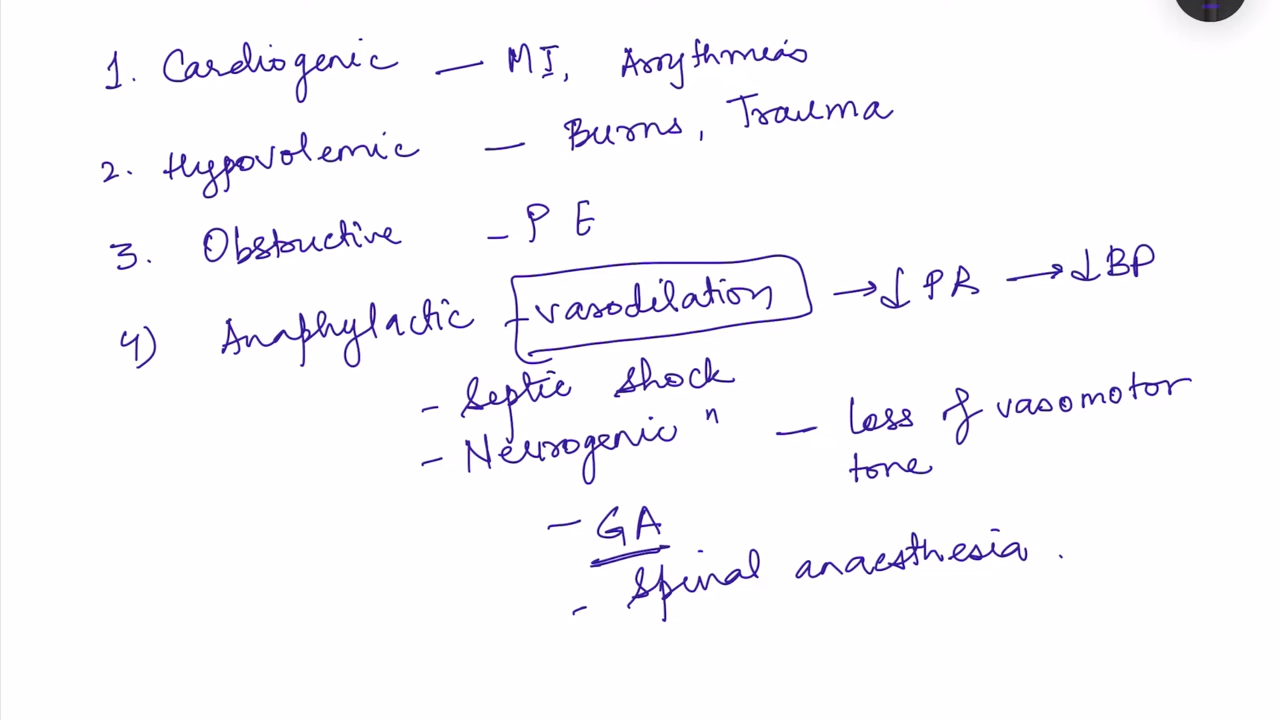 1. Cardiogenic — MI, Arrythmeas
2. Hypovolemic — Burns, Trauma
3. Obstructive - PE
4) Anaphylactic - vasodilation → ↓ PR → ↓ BP
- Septic shock
- Neurogenic " — Loss of vasomotor
tone
- GA
- Spinal anaesthesia.